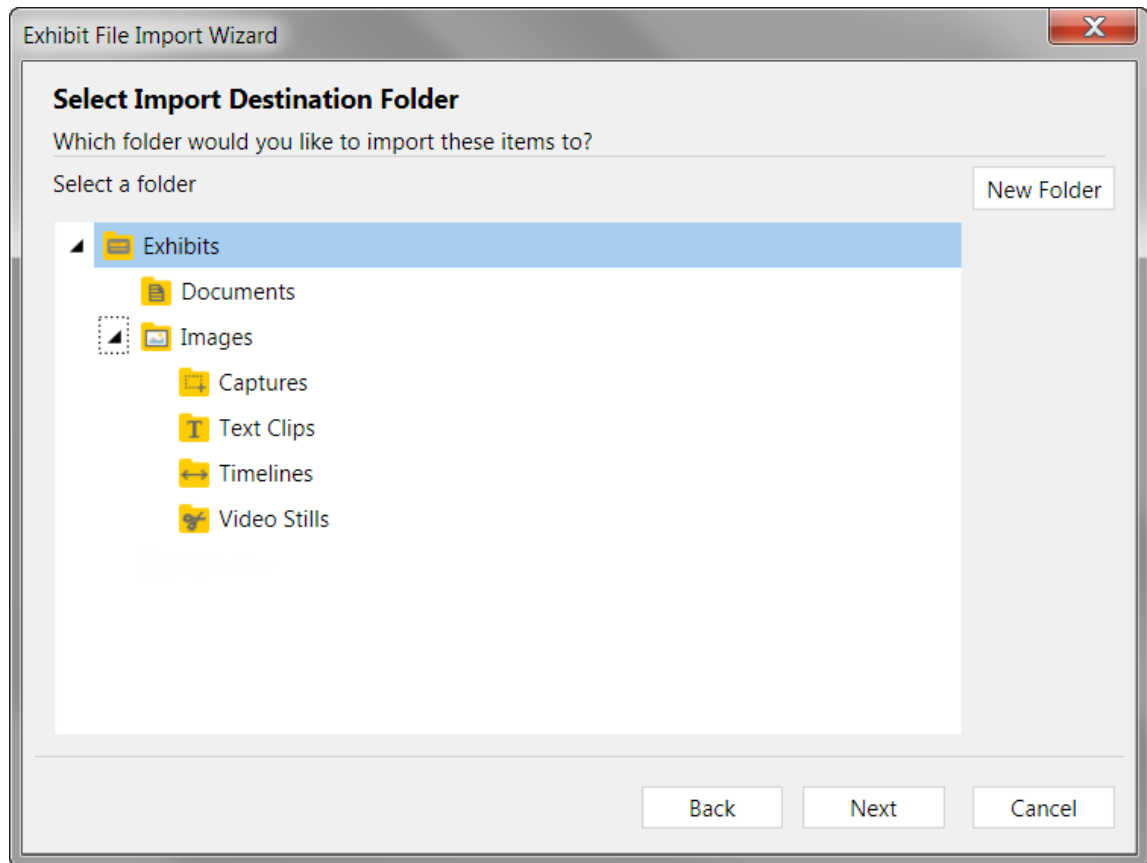 Exhibit File Import Wizard
X
Select Import Destination Folder
Which folder would you like to import these items to?
Select a folder
New Folder
Exhibits
Documents
Images
Captures
T
Text Clips
Timelines
Video Stills
Back Next Cancel